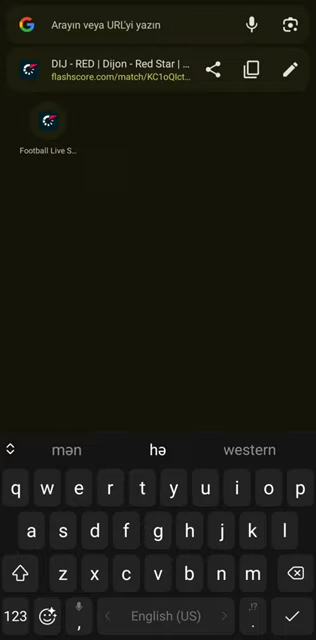 Arayın veya URL'yi yazın
DIJ - RED | Dijon - Red Star | ...
flashscore.com/match/KC1oQIct...
Football Live S...
mən hə western
q w e r t y u i o p
a s d f g h j k l
z x c v b n m
123 , English (US) .
,!?